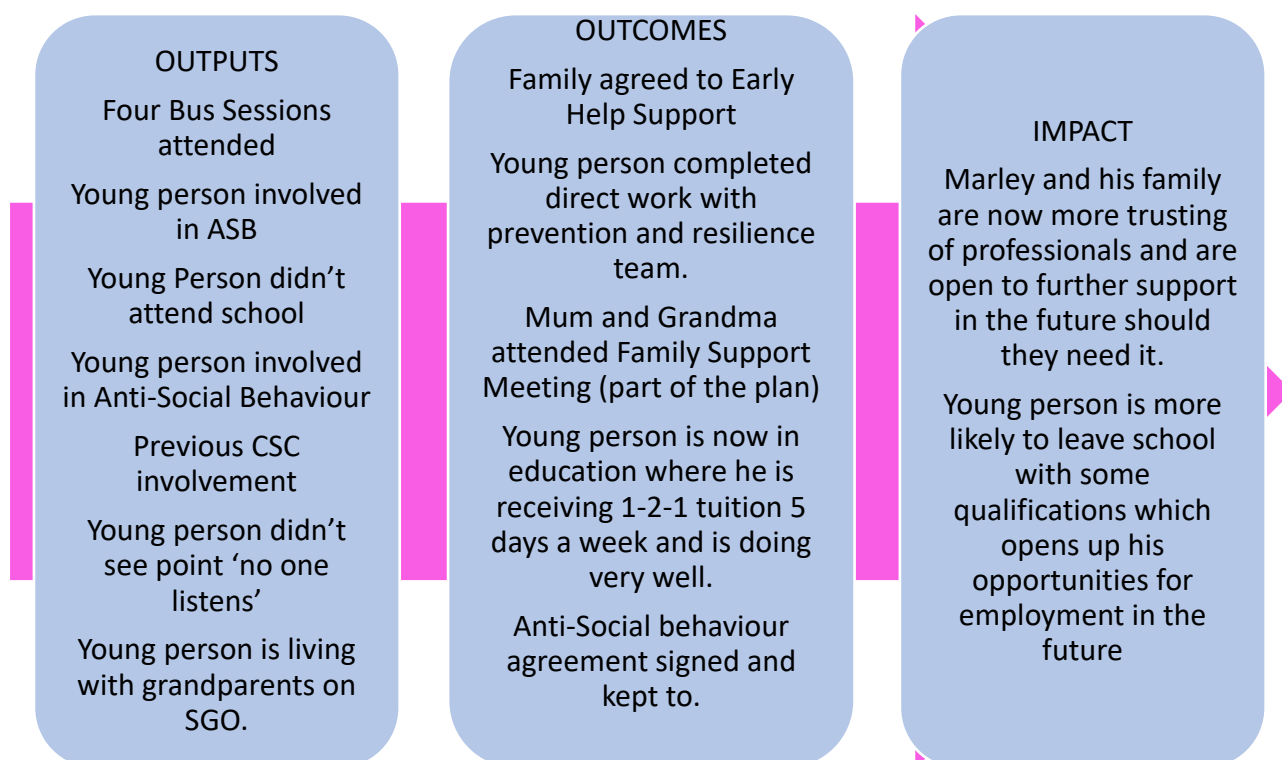 OUTPUTS
Four Bus Sessions
attended
Young person involved
in ASB
Young Person didn’t
attend school
Young person involved
in Anti-Social Behaviour
Previous CSC
involvement
Young person didn’t
see point ‘no one
listens’
Young person is living
with grandparents on
SGO.
OUTCOMES
Family agreed to Early
Help Support
Young person completed
direct work with
prevention and resilience
team.
Mum and Grandma
attended Family Support
Meeting (part of the plan)
Young person is now in
education where he is
receiving 1-2-1 tuition 5
days a week and is doing
very well.
Anti-Social behaviour
agreement signed and
kept to.
IMPACT
Marley and his family
are now more trusting
of professionals and are
open to further support
in the future should
they need it.
Young person is more
likely to leave school
with some
qualifications which
opens up his
opportunities for
employment in the
future